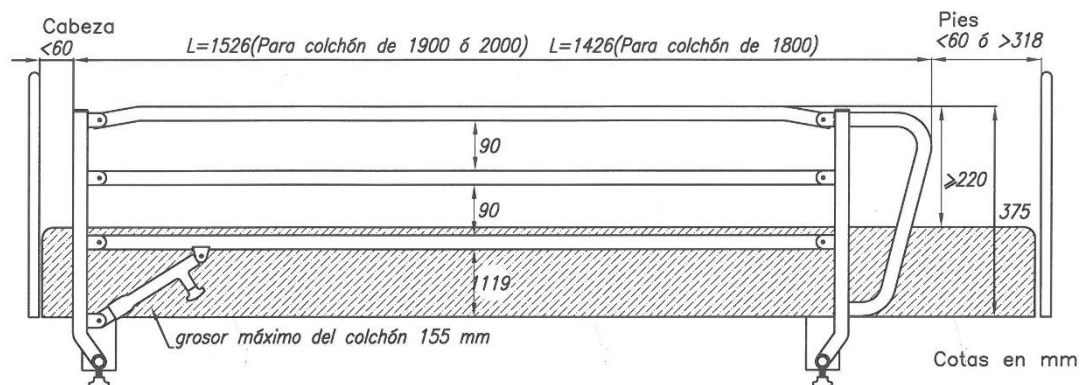 Cabeza
<60
L=1526(Para colchón de 1900 ó 2000)
L=1426(Para colchón de 1800)
Pies
<60 ó >318
90
⩾220
90
375
1119
grosor máximo del colchón 155 mm
Cotas en mm